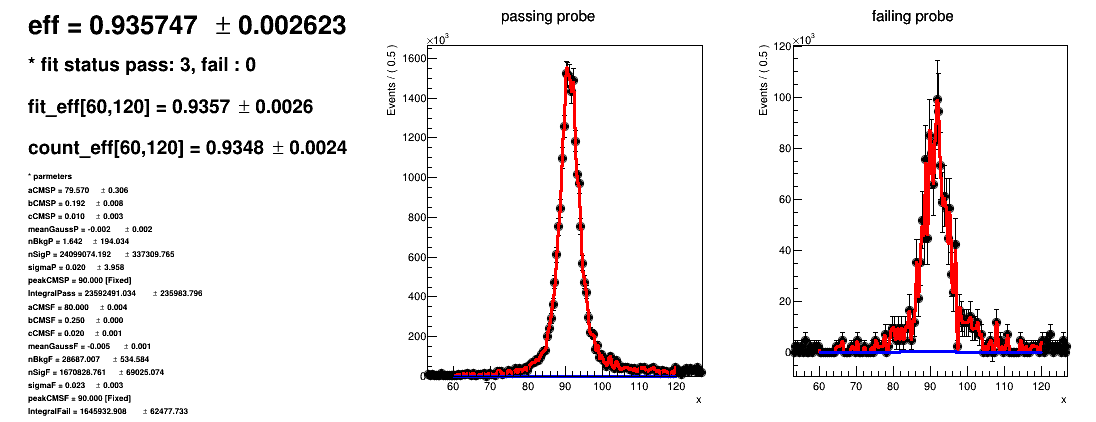 eff = 0.935747 ± 0.002623
* fit status pass: 3, fail : 0
fit_eff[60,120] = 0.9357 ± 0.0026
count_eff[60,120] = 0.9348 ± 0.0024
* parmeters
aCMSP = 79.570 ± 0.306
bCMSP = 0.192 ± 0.008
cCMSP = 0.010 ± 0.003
meanGaussP = -0.002 ± 0.002
nBkgP = 1.642 ± 194.034
nSigP = 24099074.192 ± 337309.765
sigmaP = 0.020 ± 3.958
peakCMSP = 90.000 [Fixed]
IntegralPass = 23592491.034 ± 235983.796
aCMSF = 80.000 ± 0.004
bCMSF = 0.250 ± 0.000
cCMSF = 0.020 ± 0.001
meanGaussF = -0.005 ± 0.001
nBkgF = 28687.007 ± 534.584
nSigF = 1670828.761 ± 69025.074
sigmaF = 0.023 ± 0.003
peakCMSF = 90.000 [Fixed]
IntegralFail = 1645932.908 ± 62477.733
passing probe
×10³
Events / ( 0.5 )
1600
1400
1200
1000
800
600
400
200
0
60 70 80 90 100 110 120
x
failing probe
×10³
Events / ( 0.5 )
120
100
80
60
40
20
0
60 70 80 90 100 110 120
x